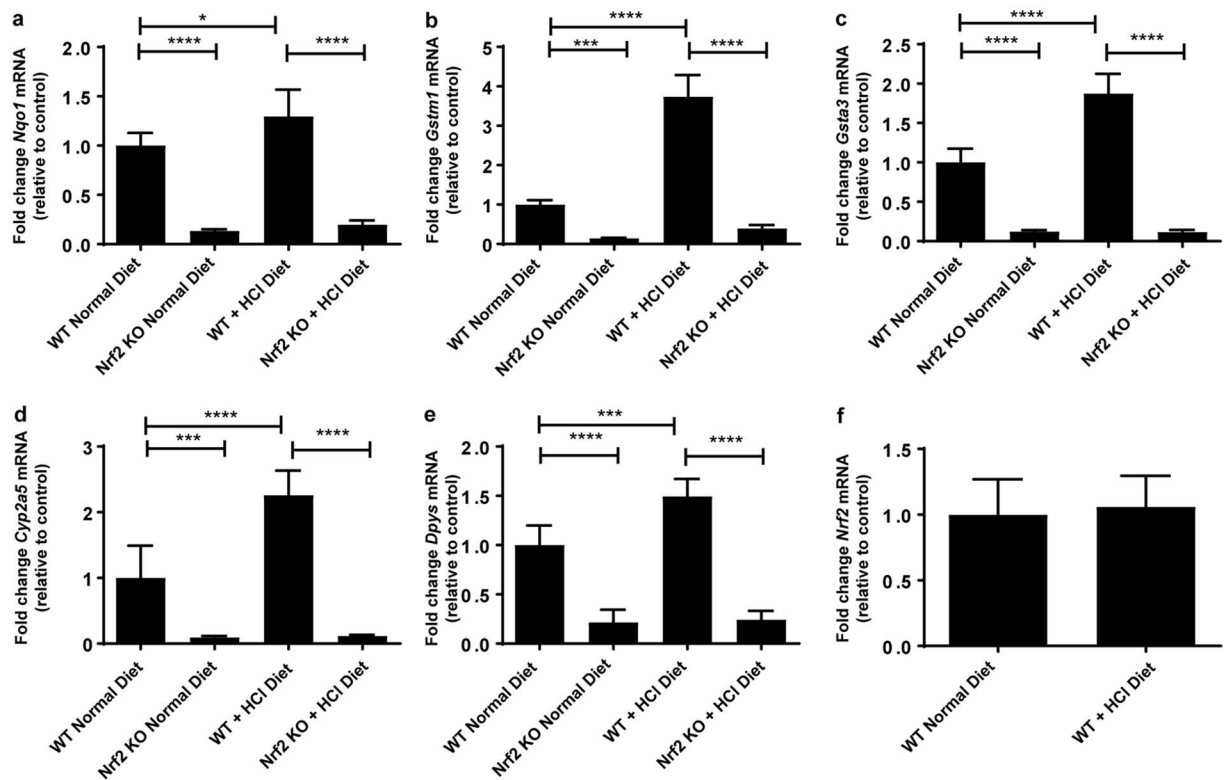 a
*
****
****
Fold change Nqo1 mRNA
(relative to control)
2.0
1.5
1.0
0.5
0.0
WT Normal Diet
Nrf2 KO Normal Diet
WT + HCl Diet
Nrf2 KO + HCl Diet
b
****
***
****
Fold change Gstm1 mRNA
(relative to control)
5
4
3
2
1
0
WT Normal Diet
Nrf2 KO Normal Diet
WT + HCl Diet
Nrf2 KO + HCl Diet
c
****
****
****
Fold change Gsta3 mRNA
(relative to control)
2.5
2.0
1.5
1.0
0.5
0.0
WT Normal Diet
Nrf2 KO Normal Diet
WT + HCl Diet
Nrf2 KO + HCl Diet
d
****
***
****
Fold change Cyp2a5 mRNA
(relative to control)
3
2
1
0
WT Normal Diet
Nrf2 KO Normal Diet
WT + HCl Diet
Nrf2 KO + HCl Diet
e
***
****
****
Fold change Dpys mRNA
(relative to control)
2.0
1.5
1.0
0.5
0.0
WT Normal Diet
Nrf2 KO Normal Diet
WT + HCl Diet
Nrf2 KO + HCl Diet
f
Fold change Nrf2 mRNA
(relative to control)
1.5
1.0
0.5
0.0
WT Normal Diet
WT + HCl Diet